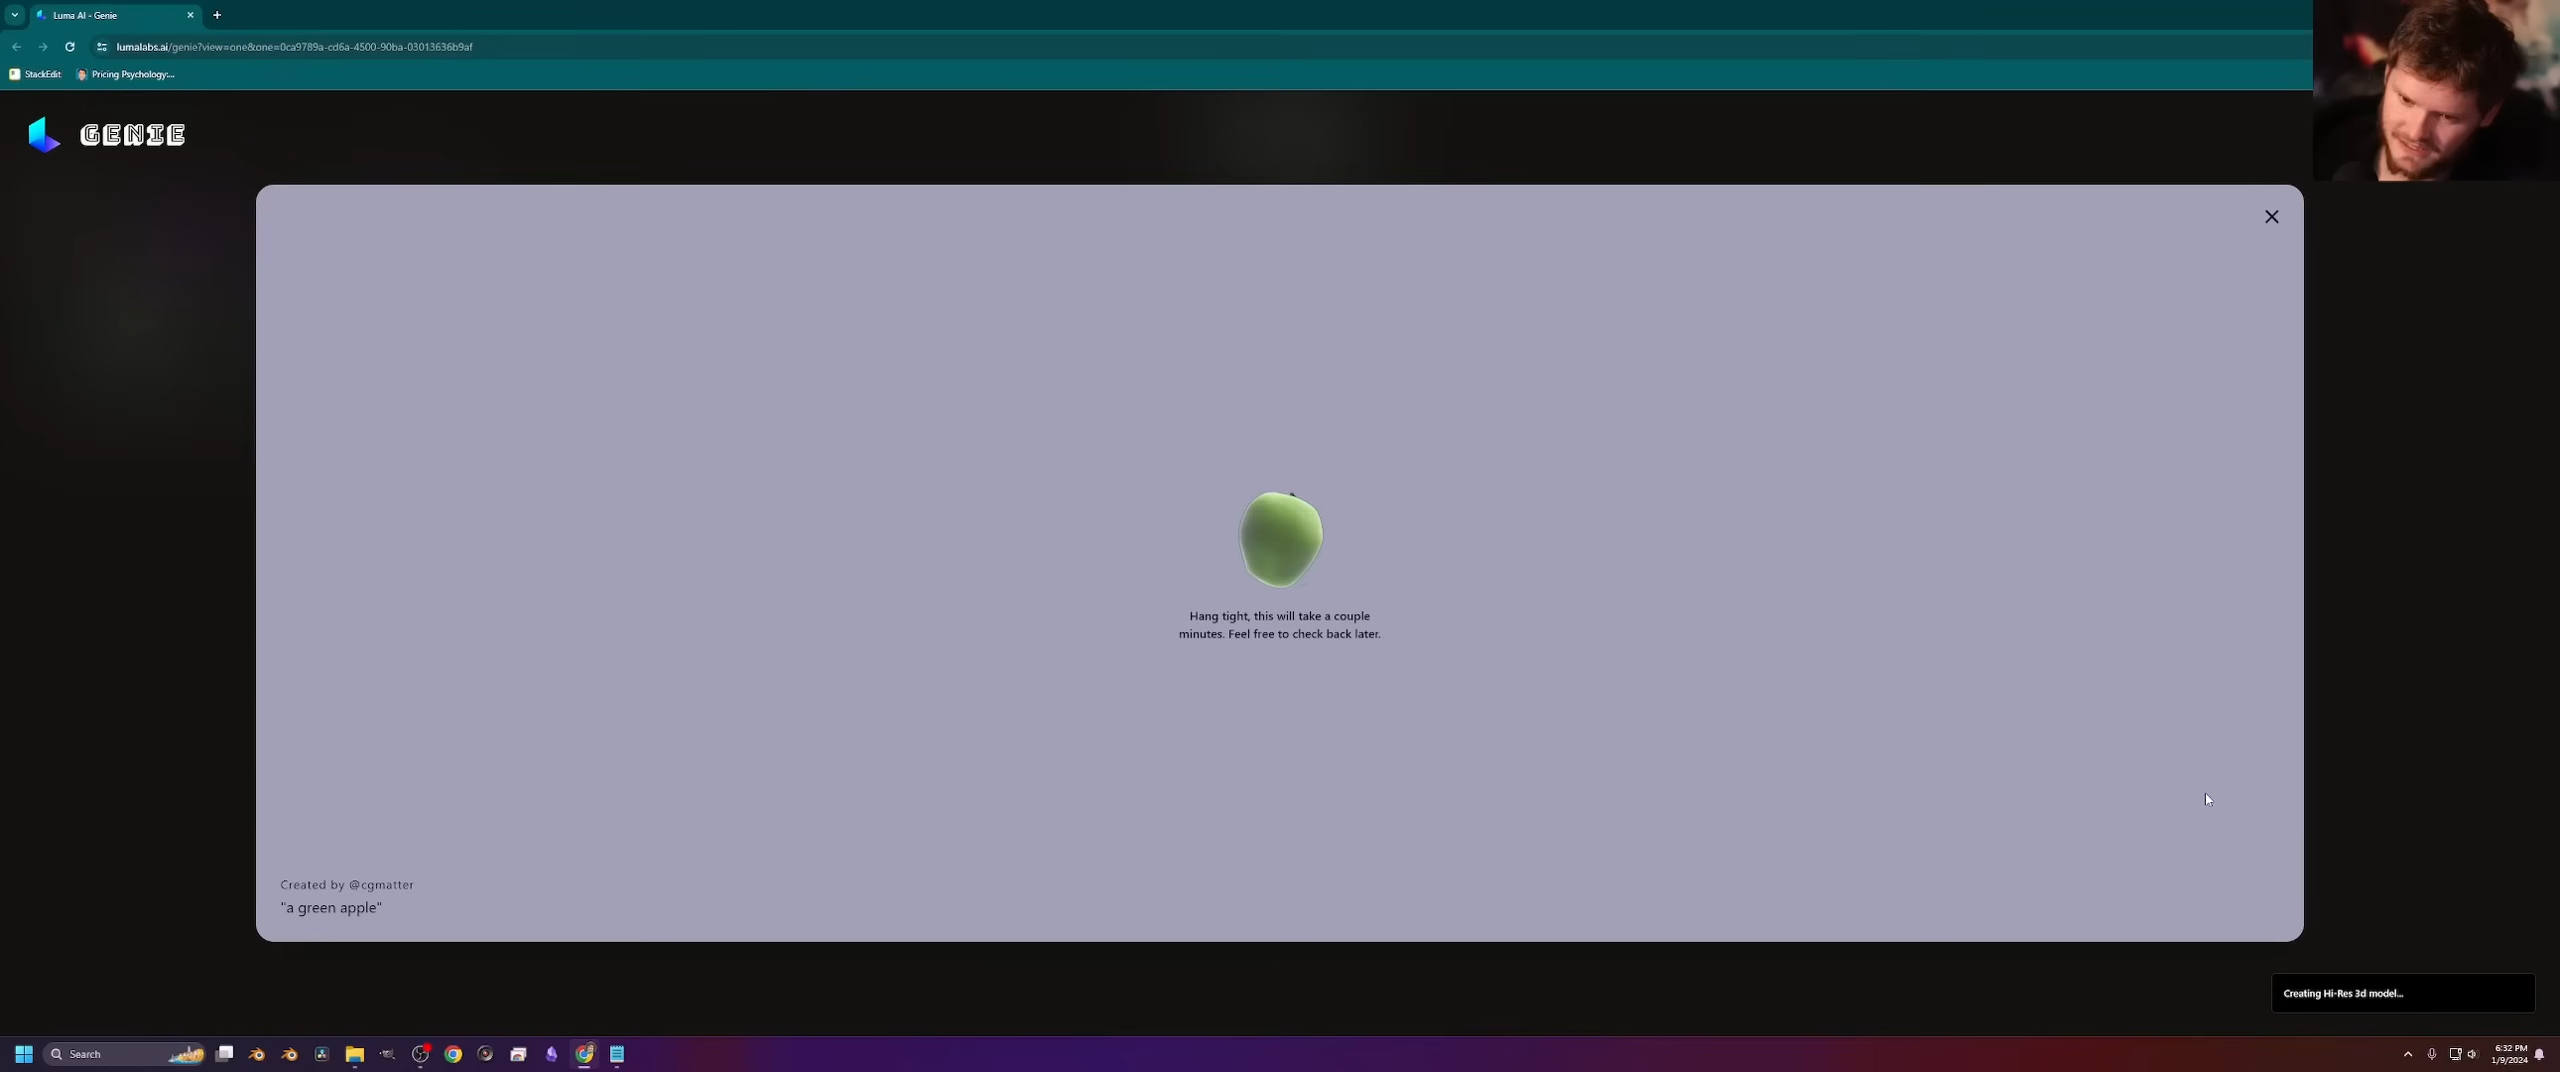 Luma AI - Genie
lumalabs.ai/genie?view=one&one=0ca9789a-cd6a-4500-90ba-03013636b9af
StackEdit
Pricing Psychology:...
GENIE
Hang tight, this will take a couple
minutes. Feel free to check back later.
Created by @cgmatter
"a green apple"
Creating Hi-Res 3d model...
Search
6:32 PM
1/9/2024